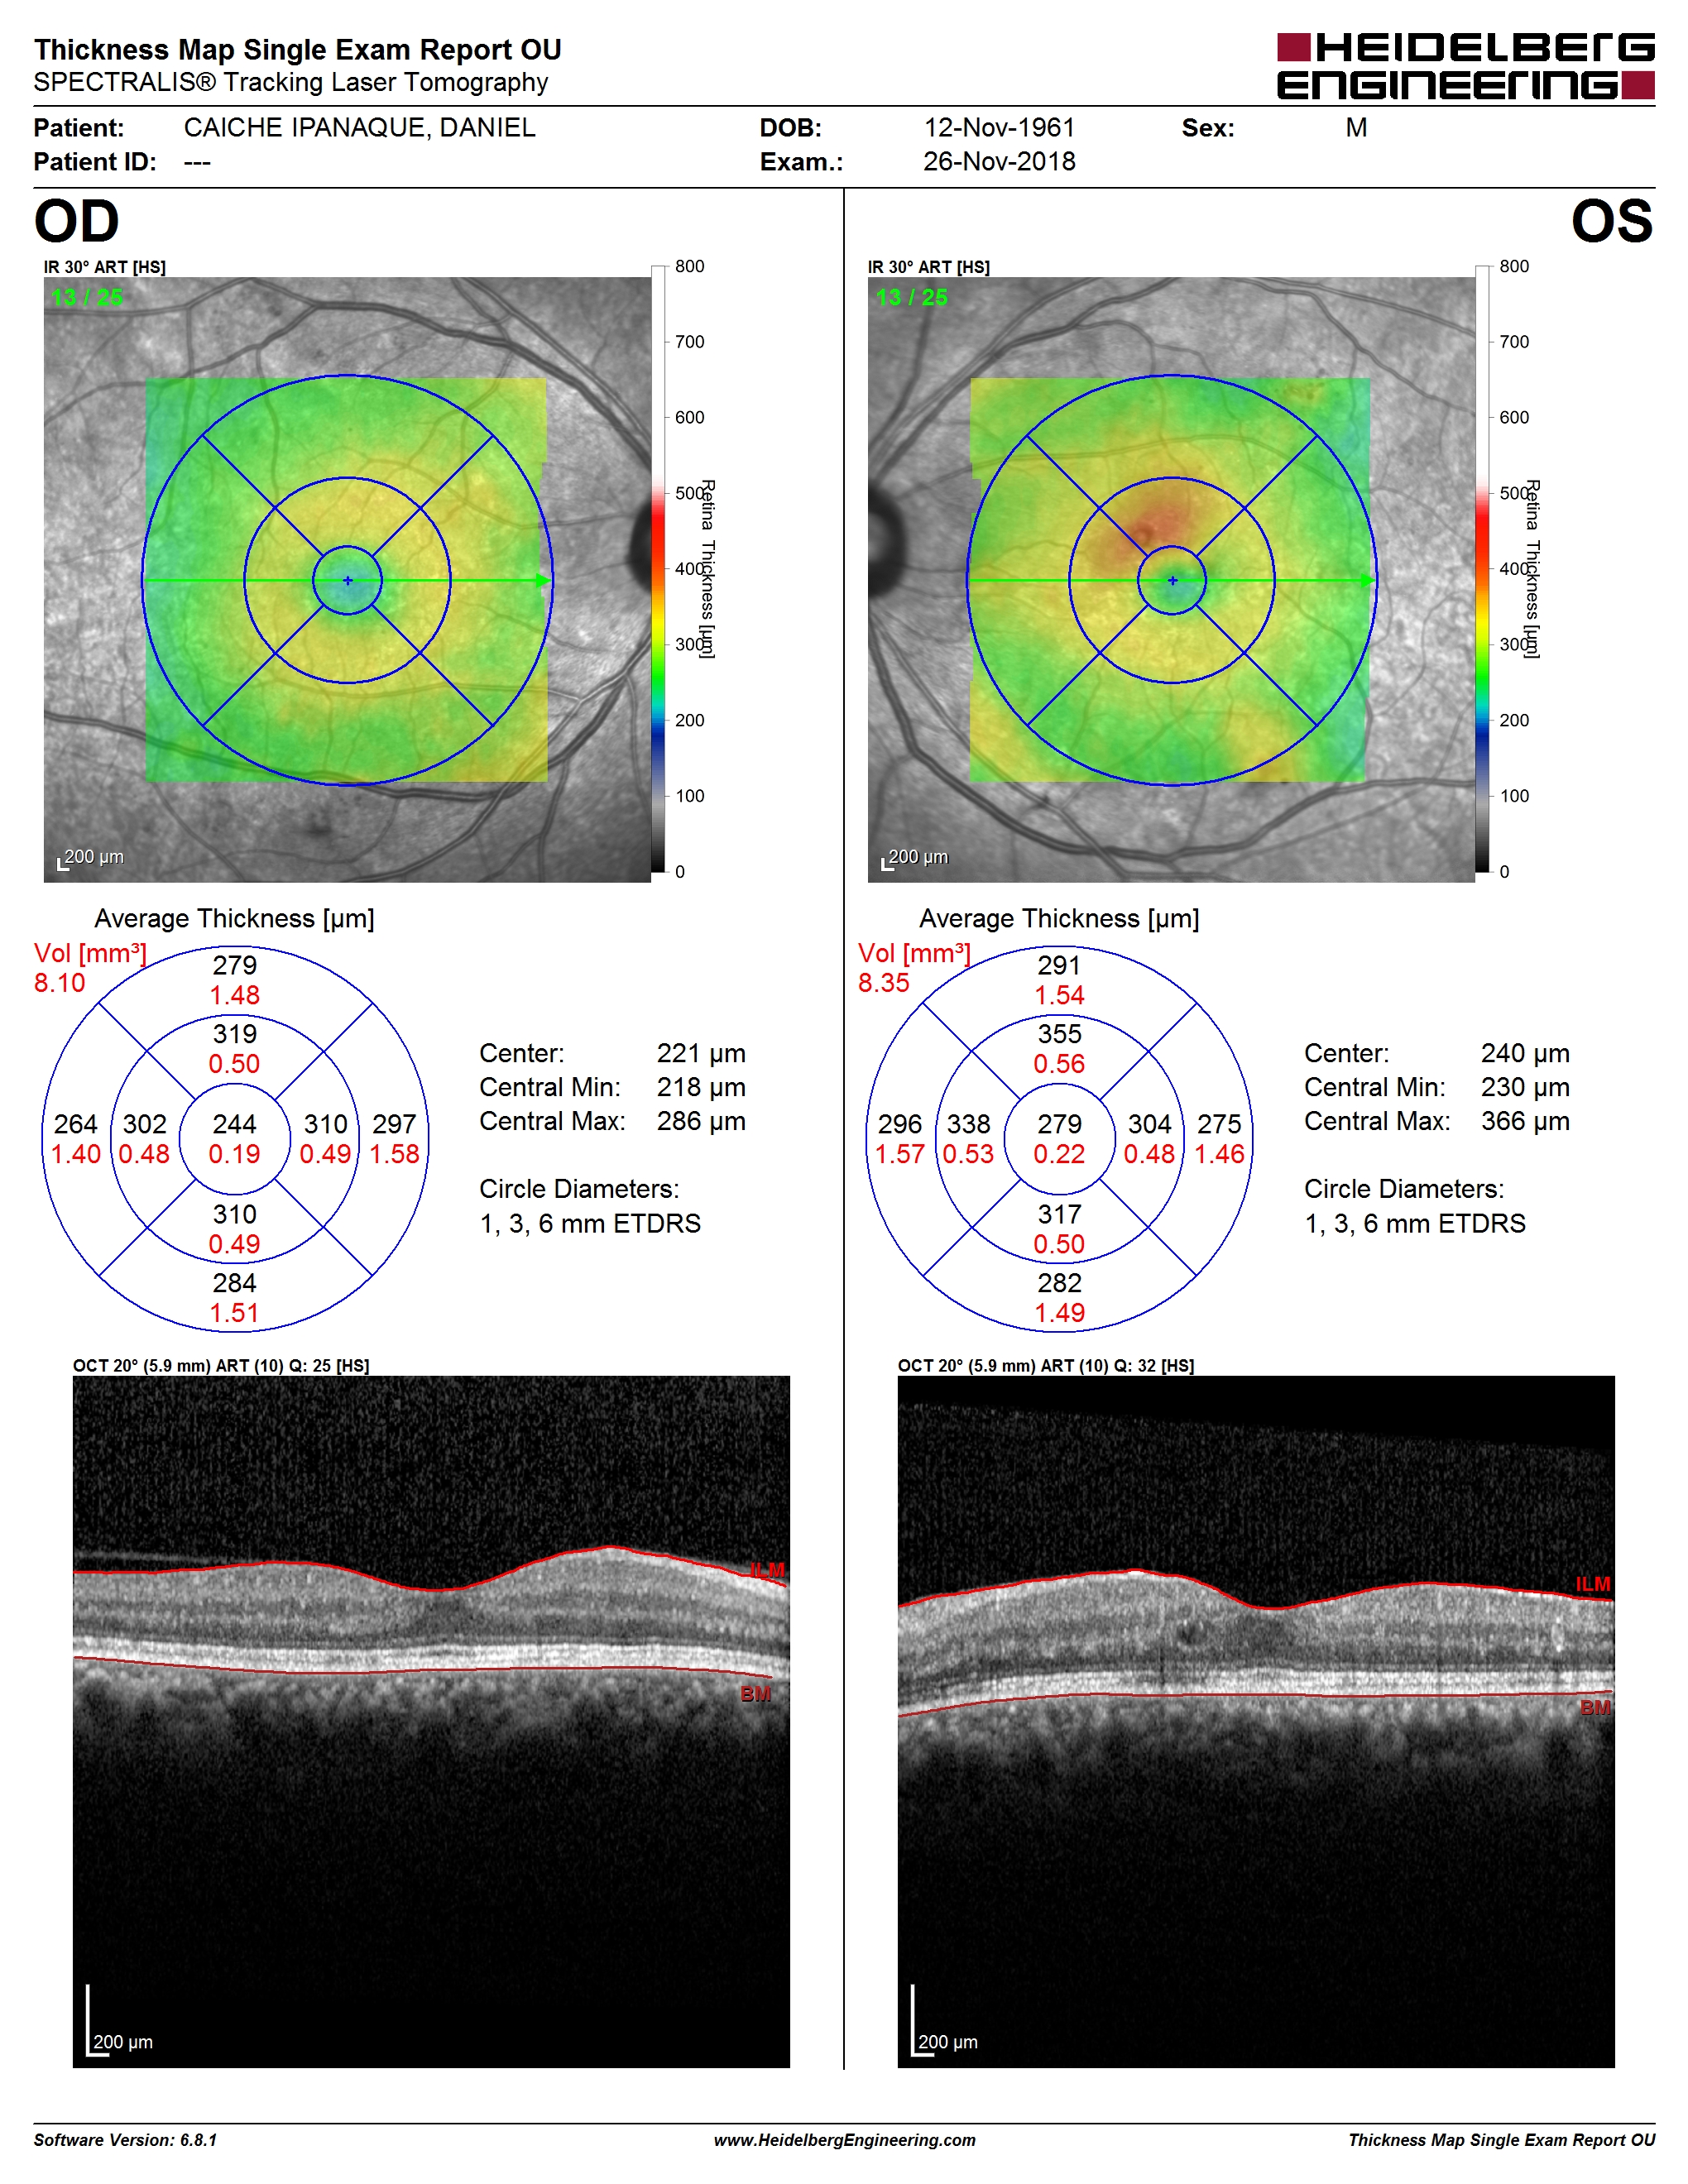 Thickness Map Single Exam Report OU
SPECTRALIS® Tracking Laser Tomography
HEIDELBERG
ENGINEERING
Patient: CAICHE IPANAQUE, DANIEL DOB: 12-Nov-1961 Sex: M
Patient ID: --- Exam.: 26-Nov-2018
OD
IR 30° ART [HS]
13 / 25
200 µm
800
700
600
500
400
300
200
100
0
Retina Thickness [µm]
Average Thickness [µm]
Vol [mm³]
8.10
279
1.48
319
0.50
264 302 244 310 297
1.40 0.48 0.19 0.49 1.58
310
0.49
284
1.51
Center: 221 µm
Central Min: 218 µm
Central Max: 286 µm
Circle Diameters:
1, 3, 6 mm ETDRS
OCT 20° (5.9 mm) ART (10) Q: 25 [HS]
ILM
BM
200 µm
OS
IR 30° ART [HS]
13 / 25
200 µm
800
700
600
500
400
300
200
100
0
Retina Thickness [µm]
Average Thickness [µm]
Vol [mm³]
8.35
291
1.54
355
0.56
296 338 279 304 275
1.57 0.53 0.22 0.48 1.46
317
0.50
282
1.49
Center: 240 µm
Central Min: 230 µm
Central Max: 366 µm
Circle Diameters:
1, 3, 6 mm ETDRS
OCT 20° (5.9 mm) ART (10) Q: 32 [HS]
ILM
BM
200 µm
Software Version: 6.8.1 www.HeidelbergEngineering.com Thickness Map Single Exam Report OU